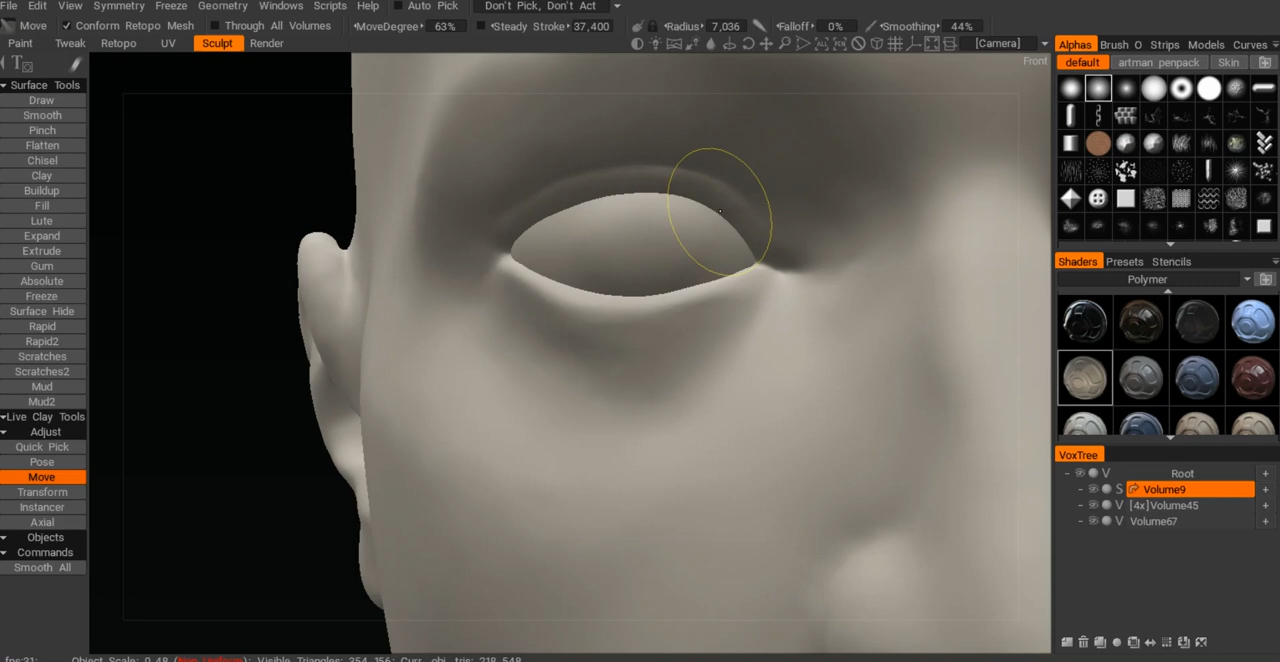 File Edit View Symmetry Freeze Geometry Windows Scripts Help Auto Pick Don't Pick, Don't Act
Move Conform Retopo Mesh Through All Volumes MoveDegree 63% Steady Stroke 37,400 Radius 7,036 Falloff 0% Smoothing 44%
Paint Tweak Retopo UV Sculpt Render [Camera]
Front
Surface Tools
Draw
Smooth
Pinch
Flatten
Chisel
Clay
Buildup
Fill
Lute
Expand
Extrude
Gum
Absolute
Freeze
Surface Hide
Rapid
Rapid2
Scratches
Scratches2
Mud
Mud2
Live Clay Tools
Adjust
Quick Pick
Pose
Move
Transform
Instancer
Axial
Objects
Commands
Smooth All
Alphas Brush O Strips Models Curves
default artman penpack Skin
Shaders Presets Stencils
Polymer
VoxTree
V Root +
S Volume9 +
V [4x]Volume45 +
V Volume67 +
fps:31; Object Scale: 0.48 (Non Uniform); Visible Triangles: 354,156; Curr. obj. tris: 218,548